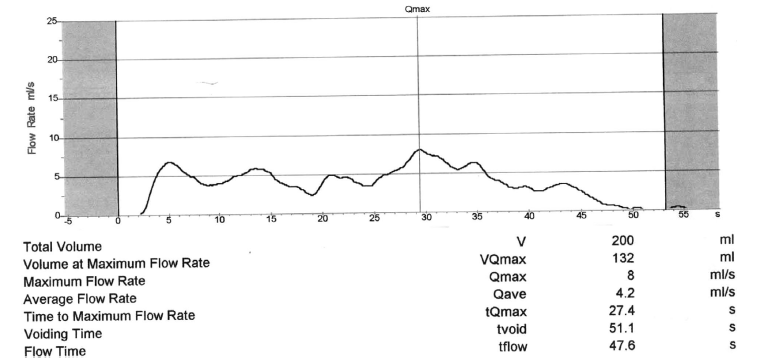 Qmax
25
20
15
10
5
0
Flow Rate ml/s
-5 0 5 10 15 20 25 30 35 40 45 50 55 s
Total Volume V 200 ml
Volume at Maximum Flow Rate VQmax 132 ml
Maximum Flow Rate Qmax 8 ml/s
Average Flow Rate Qave 4.2 ml/s
Time to Maximum Flow Rate tQmax 27.4 s
Voiding Time tvoid 51.1 s
Flow Time tflow 47.6 s